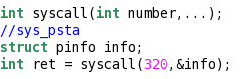 int syscall(int number,...);
//sys_psta
struct pinfo info;
int ret = syscall(320,&info);